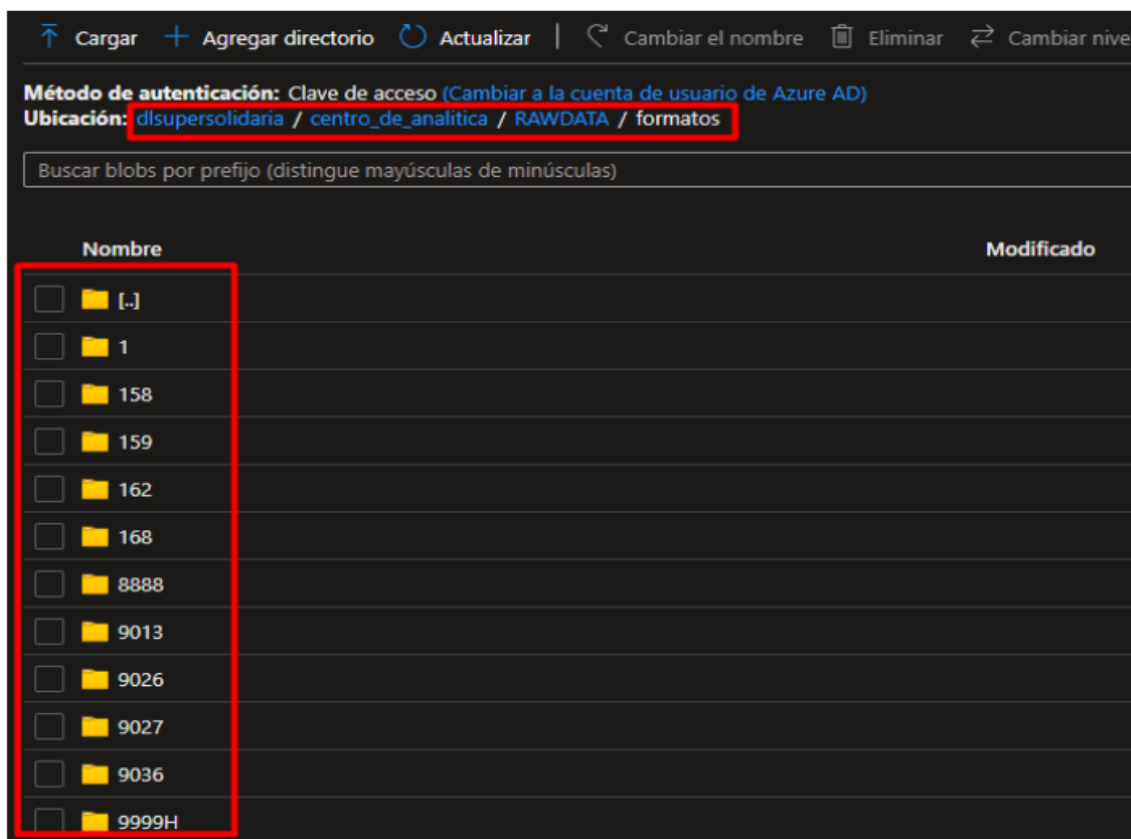 Cargar Agregar directorio Actualizar | Cambiar el nombre Eliminar Cambiar nive
Método de autenticación: Clave de acceso (Cambiar a la cuenta de usuario de Azure AD)
Ubicación: dlsupersolidaria / centro_de_analitica / RAWDATA / formatos
Buscar blobs por prefijo (distingue mayúsculas de minúsculas)
Nombre Modificado
[..]
1
158
159
162
168
8888
9013
9026
9027
9036
9999H